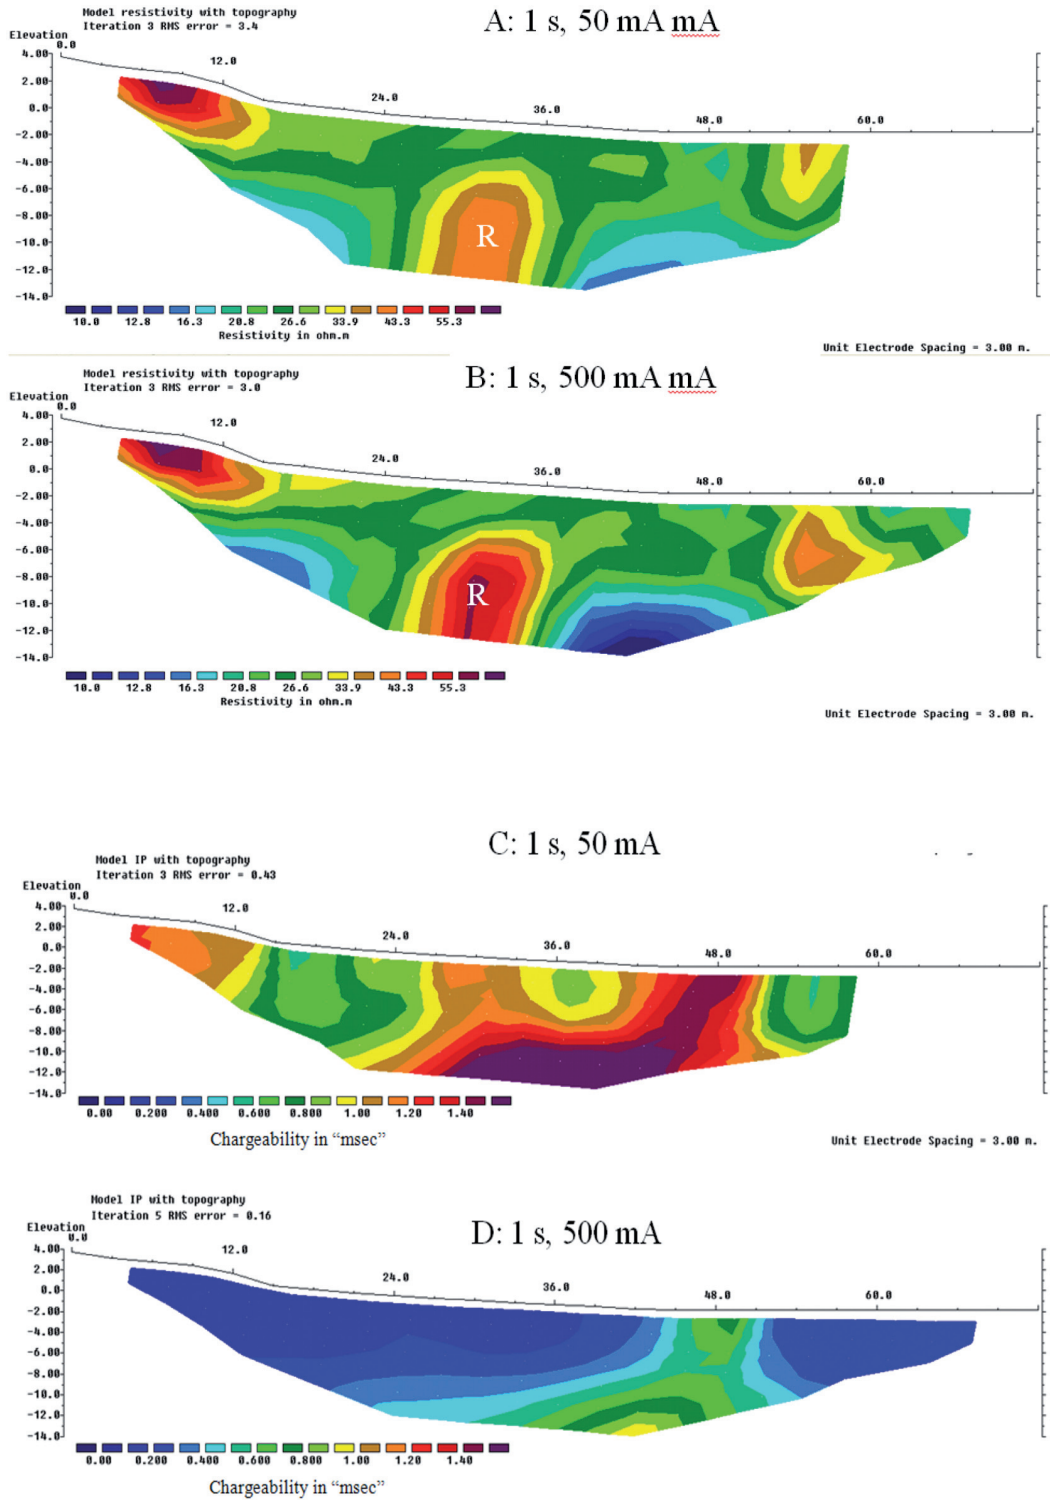 Model resistivity with topography
Iteration 3 RMS error = 3.4
A: 1 s, 50 mA mA
Elevation
0.0
12.0
24.0
36.0
48.0
60.0
4.00
2.00
0.0
-2.00
-4.00
-6.00
-8.00
-10.0
-12.0
-14.0
R
10.0 12.8 16.3 20.8 26.6 33.9 43.3 55.3
Resistivity in ohm.m
Unit Electrode Spacing = 3.00 m.
Model resistivity with topography
Iteration 3 RMS error = 3.0
B: 1 s, 500 mA mA
Elevation
0.0
12.0
24.0
36.0
48.0
60.0
4.00
2.00
0.0
-2.00
-4.00
-6.00
-8.00
-10.0
-12.0
-14.0
R
10.0 12.8 16.3 20.8 26.6 33.9 43.3 55.3
Resistivity in ohm.m
Unit Electrode Spacing = 3.00 m.
C: 1 s, 50 mA
Model IP with topography
Iteration 3 RMS error = 0.43
Elevation
0.0
12.0
24.0
36.0
48.0
60.0
4.00
2.00
0.0
-2.00
-4.00
-6.00
-8.00
-10.0
-12.0
-14.0
0.00 0.200 0.400 0.600 0.800 1.00 1.20 1.40
Chargeability in “msec”
Unit Electrode Spacing = 3.00 m.
Model IP with topography
Iteration 5 RMS error = 0.16
D: 1 s, 500 mA
Elevation
0.0
12.0
24.0
36.0
48.0
60.0
4.00
2.00
0.0
-2.00
-4.00
-6.00
-8.00
-10.0
-12.0
-14.0
0.00 0.200 0.400 0.600 0.800 1.00 1.20 1.40
Chargeability in “msec”